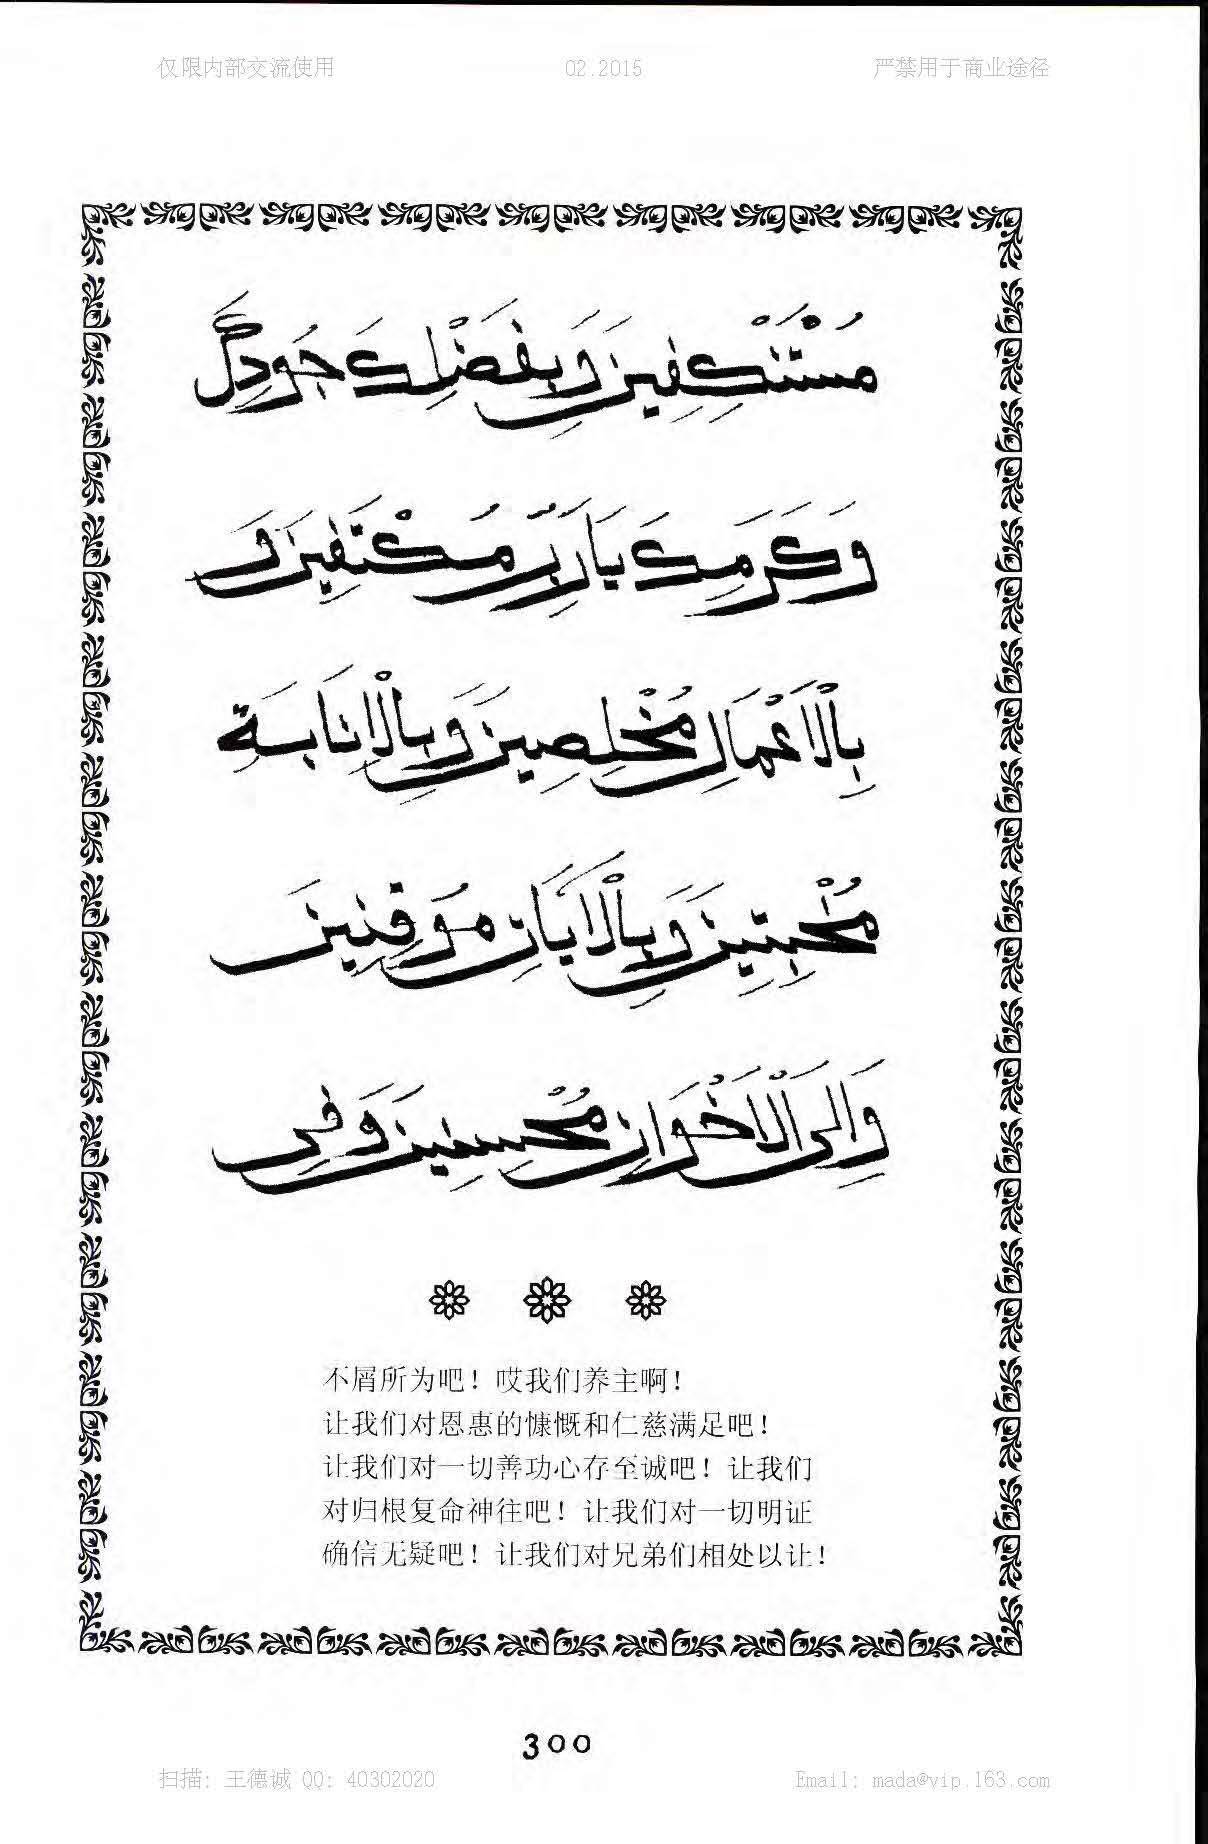 仅限内部交流使用 02.2015 严禁用于商业途径
مُسْتَنْكِفِينَ وَبِفَضْلِكَ جَوَدِكَ
وَكَرَمِكَ يَارَبِّ مُكْتَفِينَ وَ
بِالْاَعْمَالِ مُخْلِصِينَ وَبِالْاِنَابَةِ
مُخْبِتِينَ وَبِالْاٰيَاتِ مُوقِنِينَ
وَاِلَى الْاَخْوَانِ مُحْسِنِينَ وَفِى
不屑所为吧！哎我们养主啊！
让我们对恩惠的慷慨和仁慈满足吧！
让我们对一切善功心存至诚吧！让我们
对归根复命神往吧！让我们对一切明证
确信无疑吧！让我们对兄弟们相处以让！
300
扫描: 王德诚 QQ: 40302020 Email: mada@vip.163.com